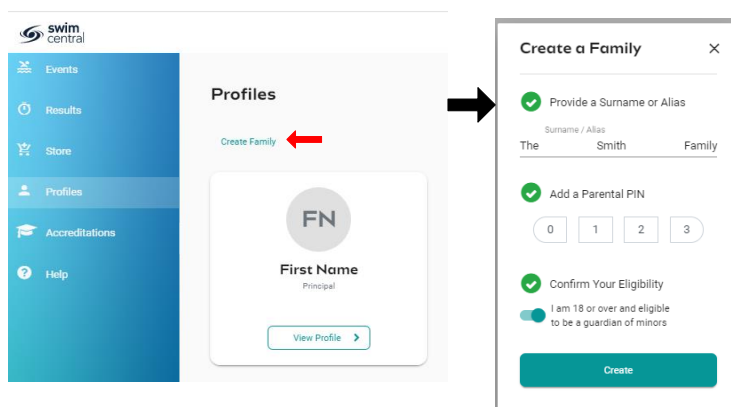 swim
central
Events
Results
Store
Profiles
Accreditations
Help
Profiles
Create Family
FN
First Name
Principal
View Profile
Create a Family
Provide a Surname or Alias
Surname / Alias
The Smith Family
Add a Parental PIN
0 1 2 3
Confirm Your Eligibility
I am 18 or over and eligible
to be a guardian of minors
Create